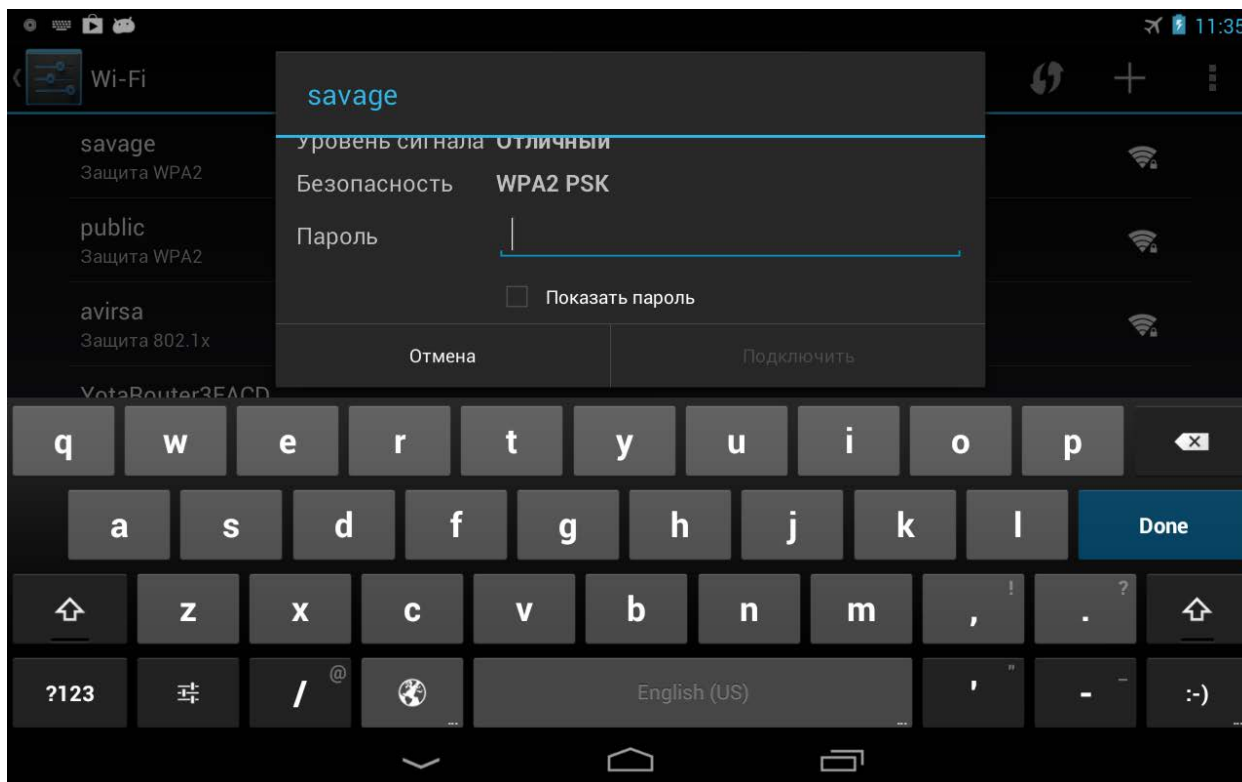 11:35
Wi-Fi
savage
savage
Защита WPA2
public
Защита WPA2
avirsa
Защита 802.1x
YotaRouter3FACD
Уровень сигнала Отличный
Безопасность WPA2 PSK
Пароль
Показать пароль
Отмена Подключить
q w e r t y u i o p
a s d f g h j k l Done
z x c v b n m , ! . ?
?123 / @ English (US) ' " - _ :-)